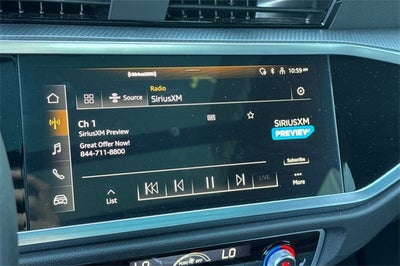 ((SiriusXM))
10:59 AM
Radio
Source
SiriusXM
Ch 1
SiriusXM Preview
Great Offer Now!
844-711-8800
SIRIUSXM
PREVIEW
Subscribe
List
LIVE
More
LO
LO